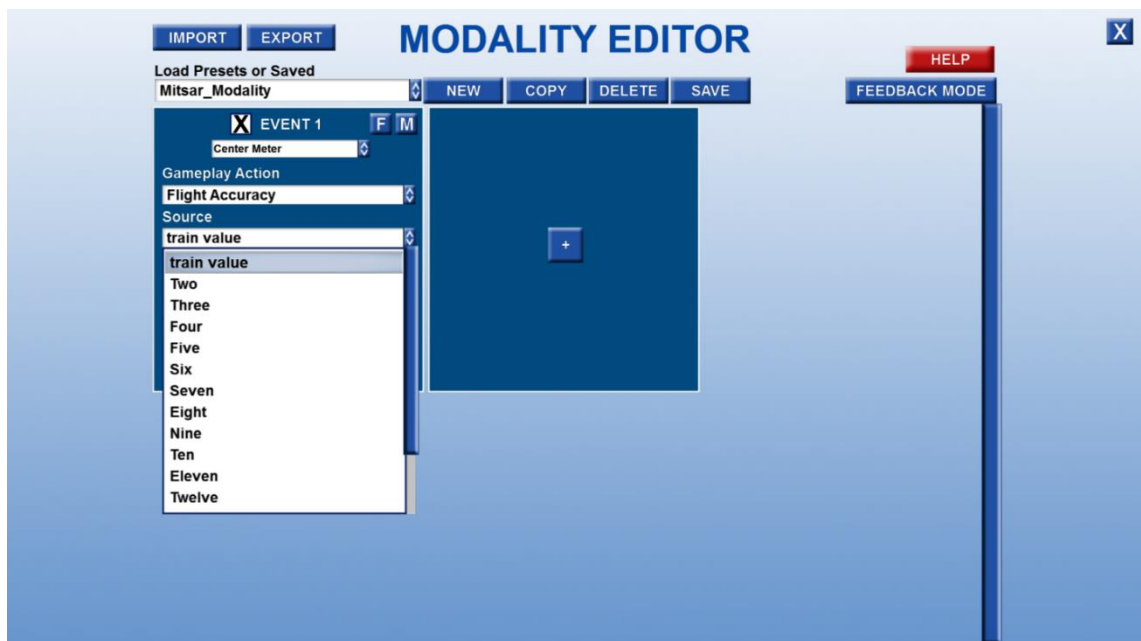 IMPORT EXPORT MODALITY EDITOR X
HELP
Load Presets or Saved
Mitsar_Modality NEW COPY DELETE SAVE FEEDBACK MODE
X EVENT 1 F M
Center Meter
Gameplay Action
Flight Accuracy
Source
train value
train value
Two
Three
Four
Five
Six
Seven
Eight
Nine
Ten
Eleven
Twelve
+